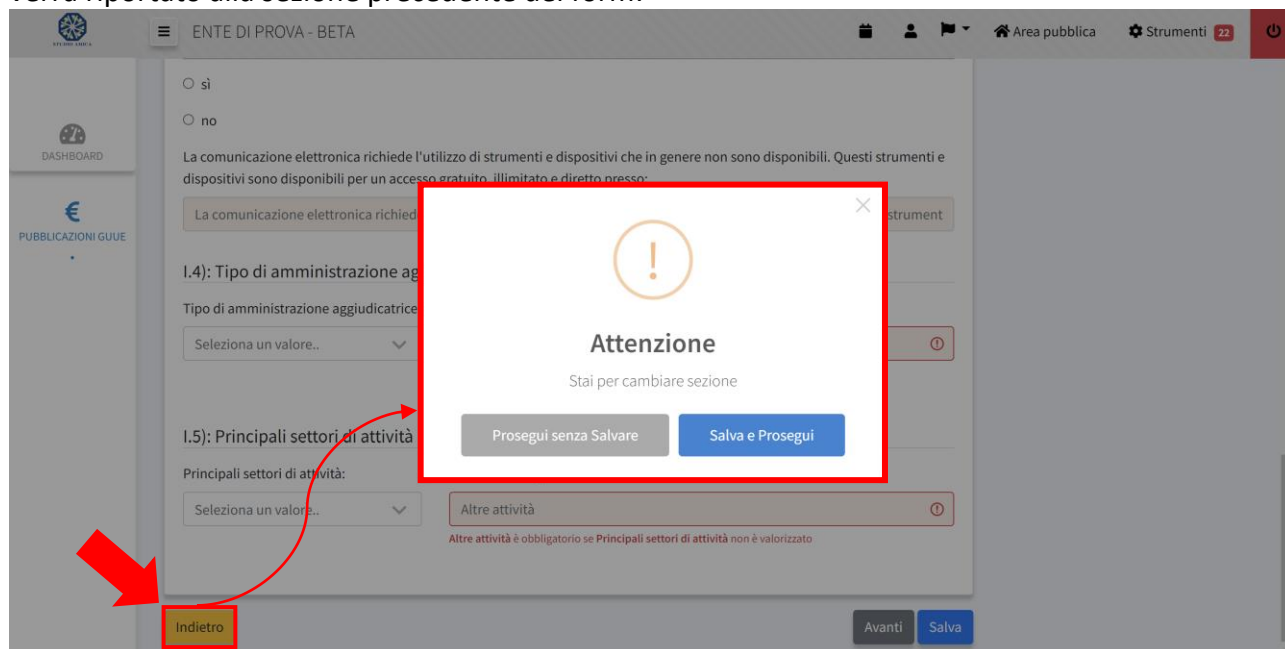 ENTE DI PROVA - BETA
Area pubblica
Strumenti 22
DASHBOARD
PUBBLICAZIONI GUUE
sì
no
La comunicazione elettronica richiede l'utilizzo di strumenti e dispositivi che in genere non sono disponibili. Questi strumenti e
dispositivi sono disponibili per un accesso gratuito, illimitato e diretto presso:
La comunicazione elettronica richied
strument
I.4): Tipo di amministrazione ag
Tipo di amministrazione aggiudicatrice
Seleziona un valore..
Attenzione
Stai per cambiare sezione
Prosegui senza Salvare
Salva e Prosegui
I.5): Principali settori di attività
Principali settori di attività:
Seleziona un valore..
Altre attività
Altre attività è obbligatorio se Principali settori di attività non è valorizzato
Indietro
Avanti
Salva